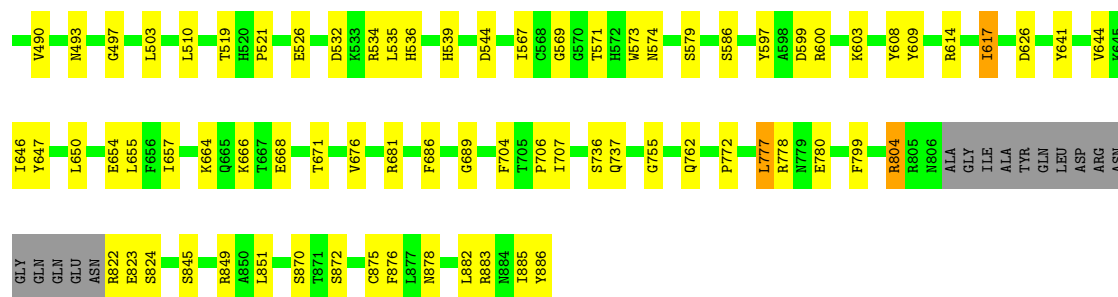 V490 N493 G497 L503 L510 T519 H520 P521 E526 D532 K533 R534 L535 H536 H539 D544 I567 C568 G569 G570 T571 H572 W573 N574 S579 S586 Y597 A598 D599 R600 K603 Y608 Y609 R614 I617 D626 Y641 V644 K645
I646 Y647 L650 E654 L655 F656 I657 K664 Q665 K666 T667 E668 T671 V676 R681 F686 G689 F704 T705 P706 I707 S736 Q737 G755 Q762 P772 L777 R778 N779 E780 F799 R804 R805 N806 ALA GLY ILE ALA TYR GLN LEU ASP ARG ASN
GLY GLN GLN GLU ASN R822 E823 S824 S845 R849 A850 L851 S870 T871 S872 C875 F876 L877 N878 L882 R883 N884 I885 Y886